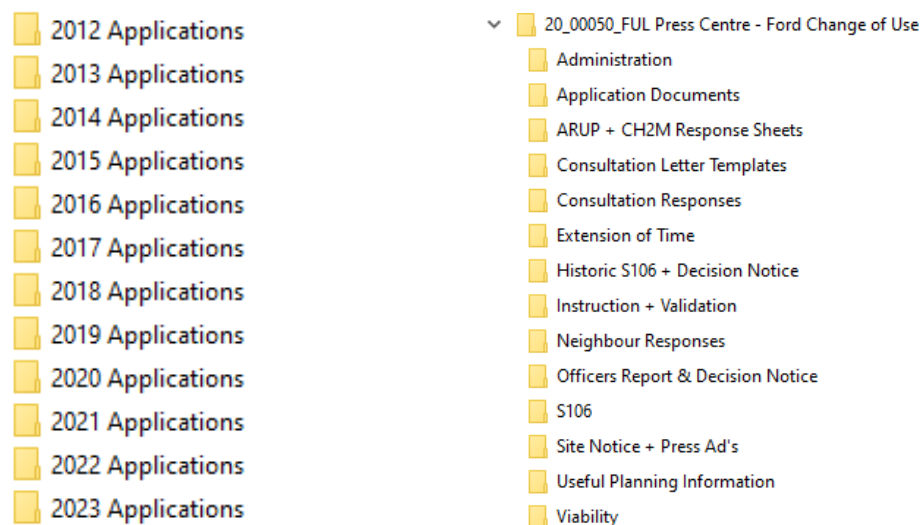 2012 Applications
2013 Applications
2014 Applications
2015 Applications
2016 Applications
2017 Applications
2018 Applications
2019 Applications
2020 Applications
2021 Applications
2022 Applications
2023 Applications
20_00050_FUL Press Centre - Ford Change of Use
Administration
Application Documents
ARUP + CH2M Response Sheets
Consultation Letter Templates
Consultation Responses
Extension of Time
Historic S106 + Decision Notice
Instruction + Validation
Neighbour Responses
Officers Report & Decision Notice
S106
Site Notice + Press Ad's
Useful Planning Information
Viability